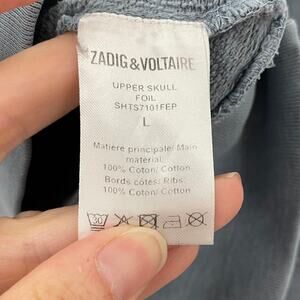 ZADIG & VOLTAIRE
UPPER SKULL
FOIL
SHTS7101FEP
L
Matière principale/ Main
material:
100% Coton/ Cotton
Bords côtes/ Ribs:
100% Coton/ Cotton
30